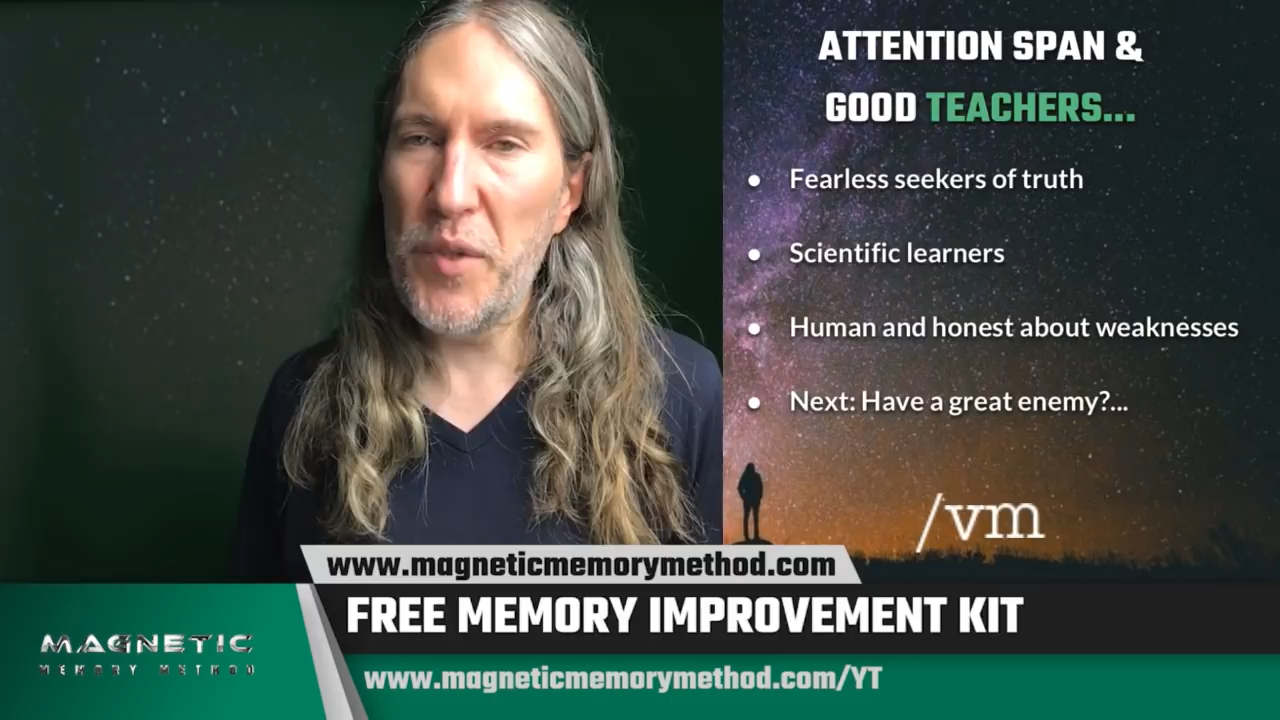 ATTENTION SPAN &
GOOD TEACHERS...
• Fearless seekers of truth
• Scientific learners
• Human and honest about weaknesses
• Next: Have a great enemy?...
/vm
www.magneticmemorymethod.com
FREE MEMORY IMPROVEMENT KIT
MAGNETIC
MEMORY METHOD
www.magneticmemorymethod.com/YT